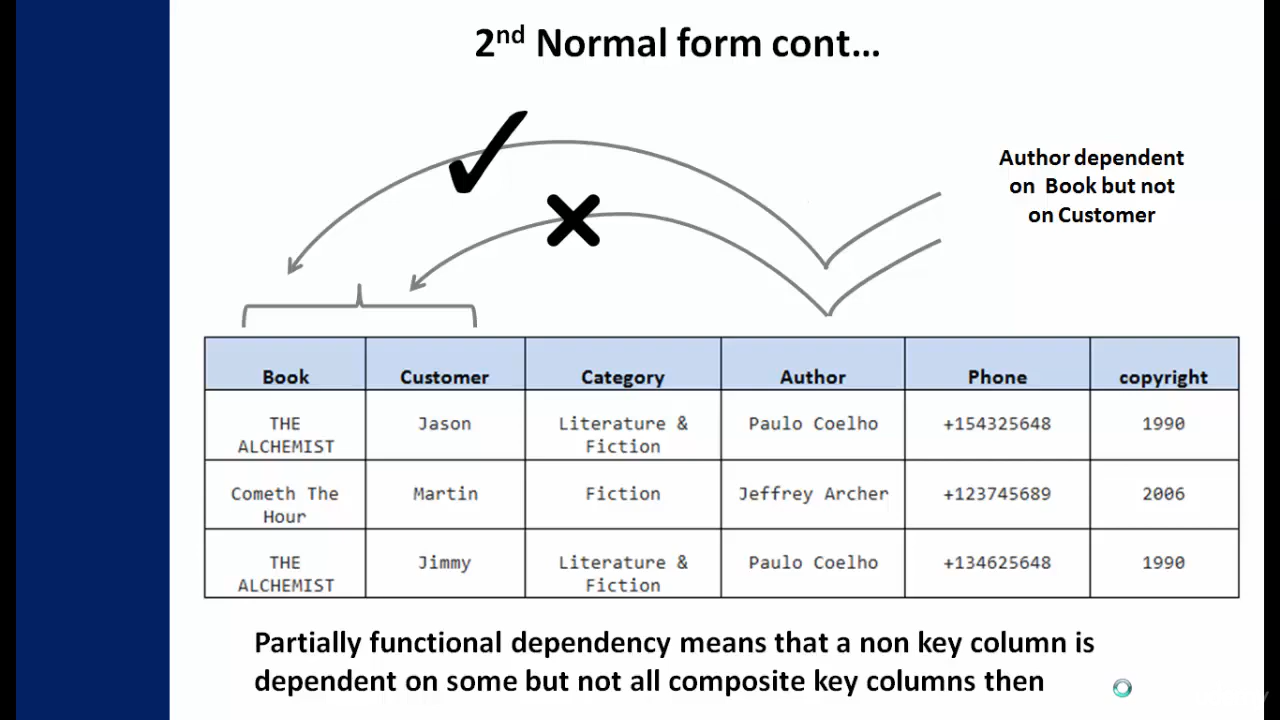 2nd Normal form cont...
Author dependent
on Book but not
on Customer
Book Customer Category Author Phone copyright
THE ALCHEMIST Jason Literature & Fiction Paulo Coelho +154325648 1990
Cometh The Hour Martin Fiction Jeffrey Archer +123745689 2006
THE ALCHEMIST Jimmy Literature & Fiction Paulo Coelho +134625648 1990
Partially functional dependency means that a non key column is
dependent on some but not all composite key columns then